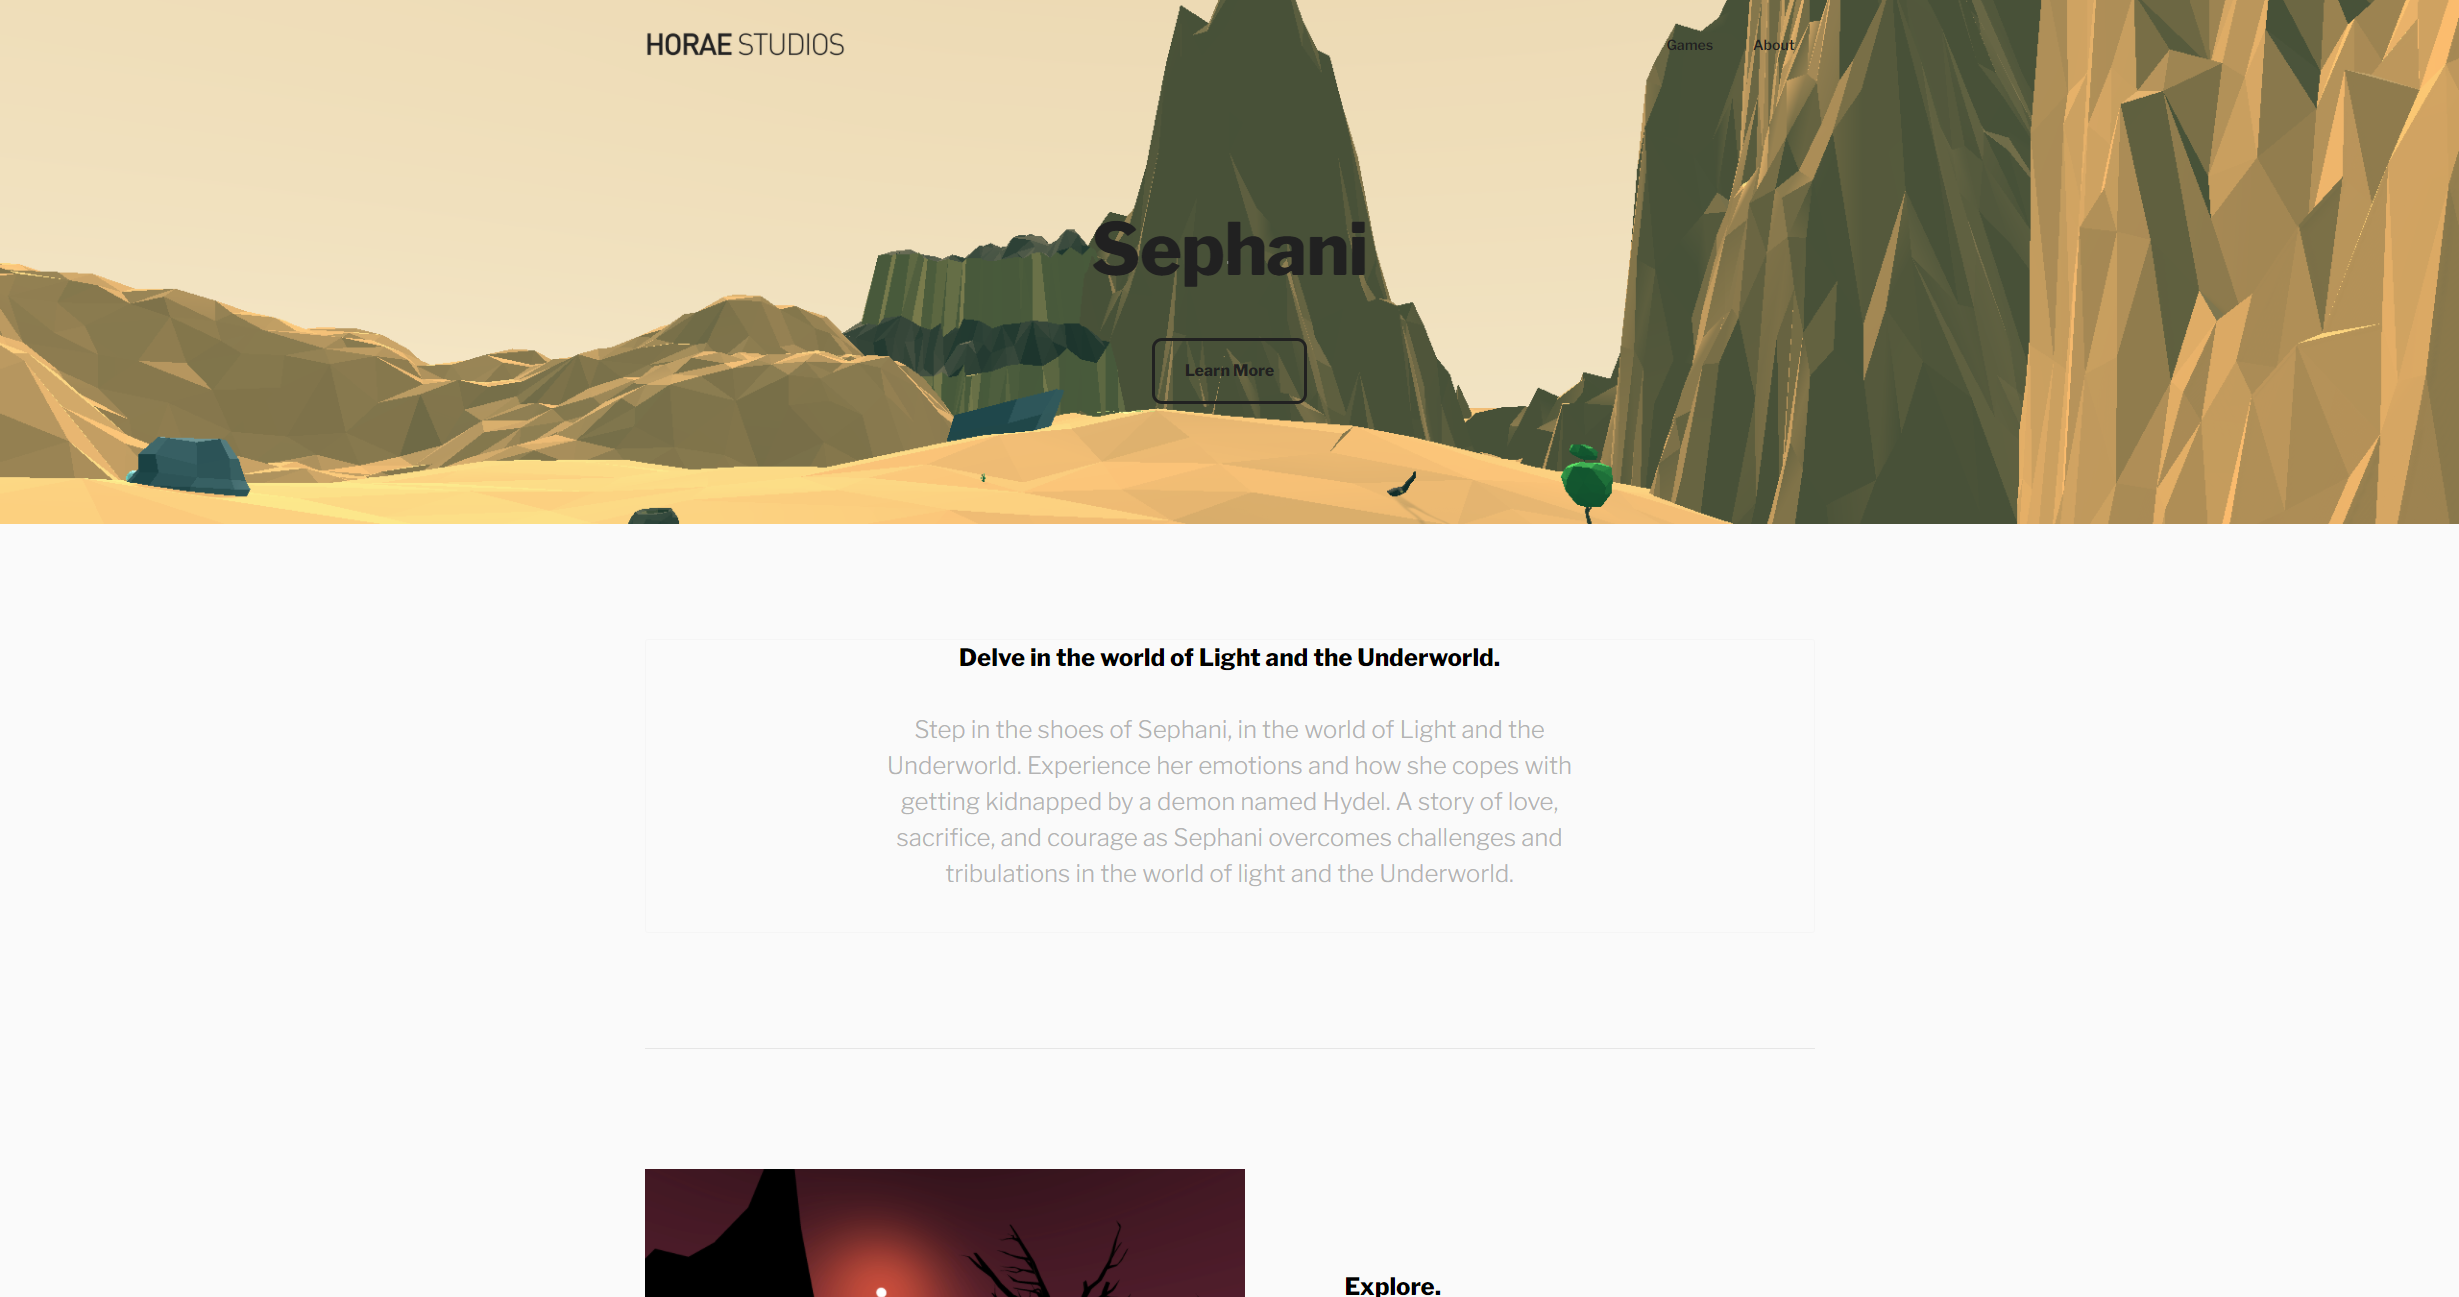 HORAE STUDIOS
Games About
Sephani
Learn More
Delve in the world of Light and the Underworld.
Step in the shoes of Sephani, in the world of Light and the
Underworld. Experience her emotions and how she copes with
getting kidnapped by a demon named Hydel. A story of love,
sacrifice, and courage as Sephani overcomes challenges and
tribulations in the world of light and the Underworld.
Explore.